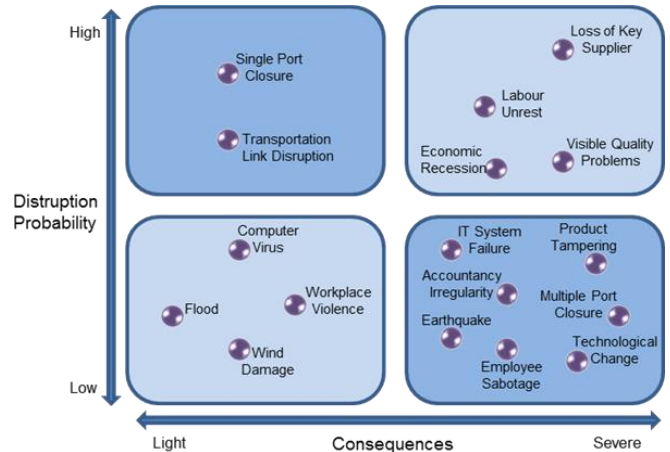 High
Single Port
Closure
Transportation
Link Disruption
Loss of Key
Supplier
Labour
Unrest
Economic
Recession
Visible Quality
Problems
Distruption
Probability
Computer
Virus
Flood
Workplace
Violence
Wind
Damage
IT System
Failure
Product
Tampering
Accountancy
Irregularity
Multiple Port
Closure
Earthquake
Employee
Sabotage
Technological
Change
Low
Light
Consequences
Severe